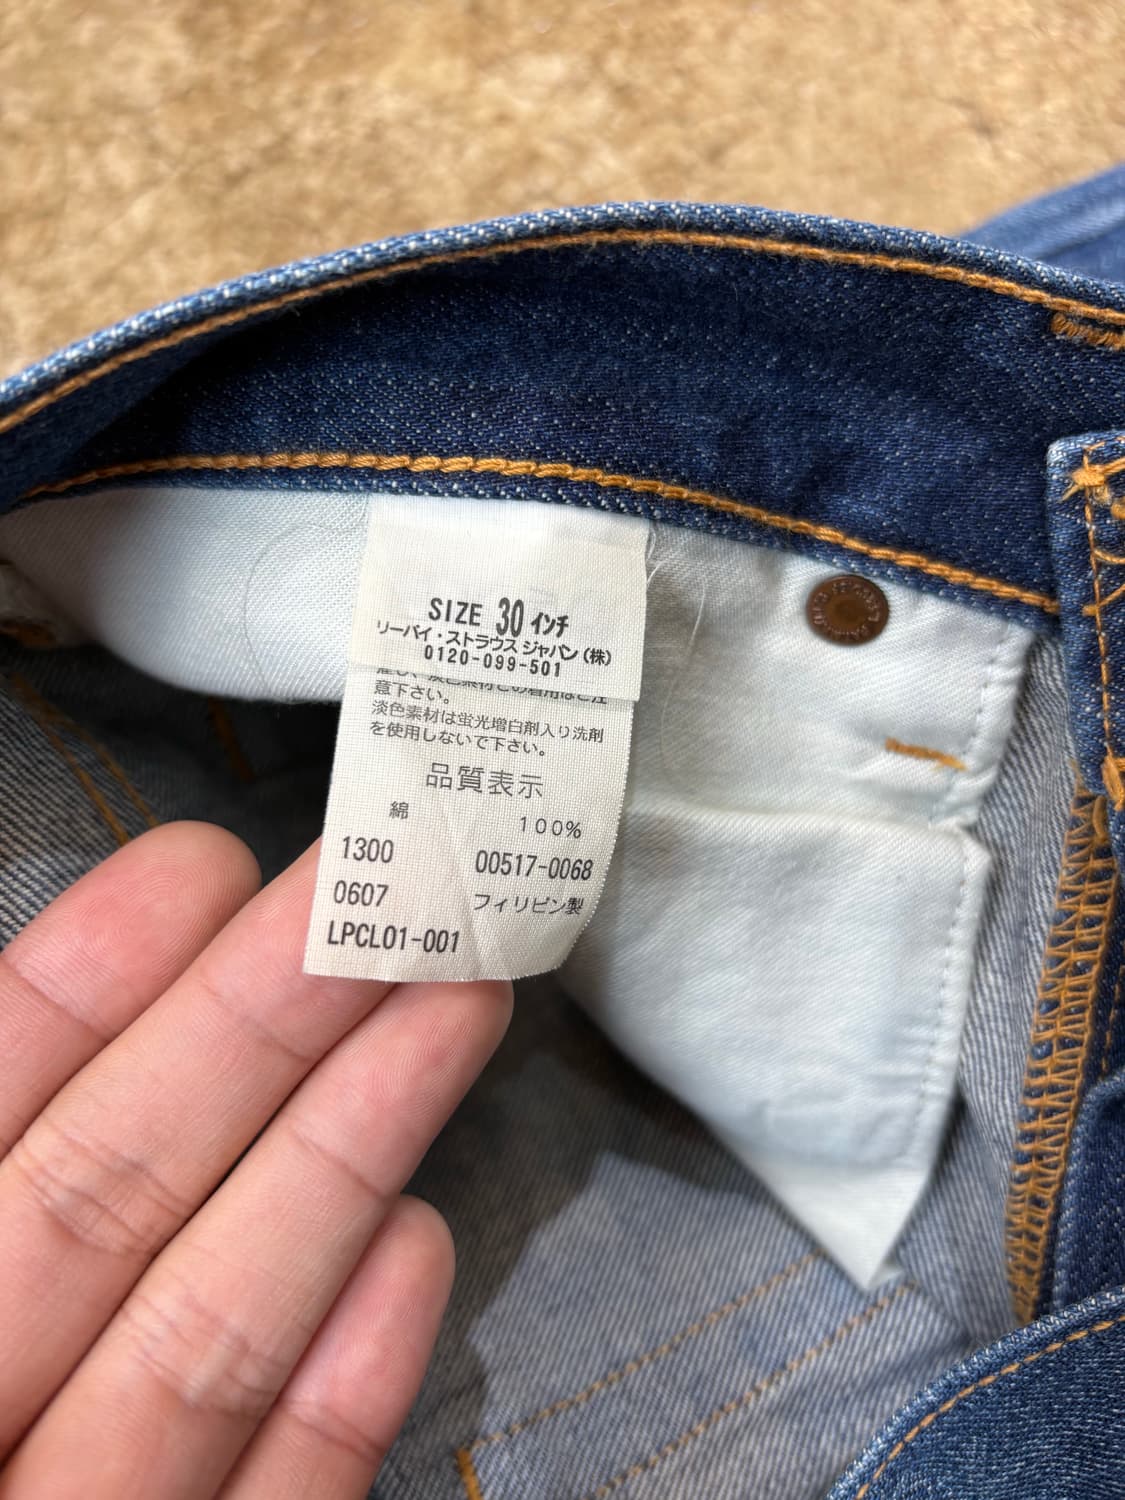 SIZE 30 インチ
リーバイ・ストラウス ジャパン (株)
0120-099-501
意下さい。
淡色素材は蛍光増白剤入り洗剤
を使用しないで下さい。
品質表示
綿 100%
1300 00517-0068
0607 フィリピン製
LPCL01-001